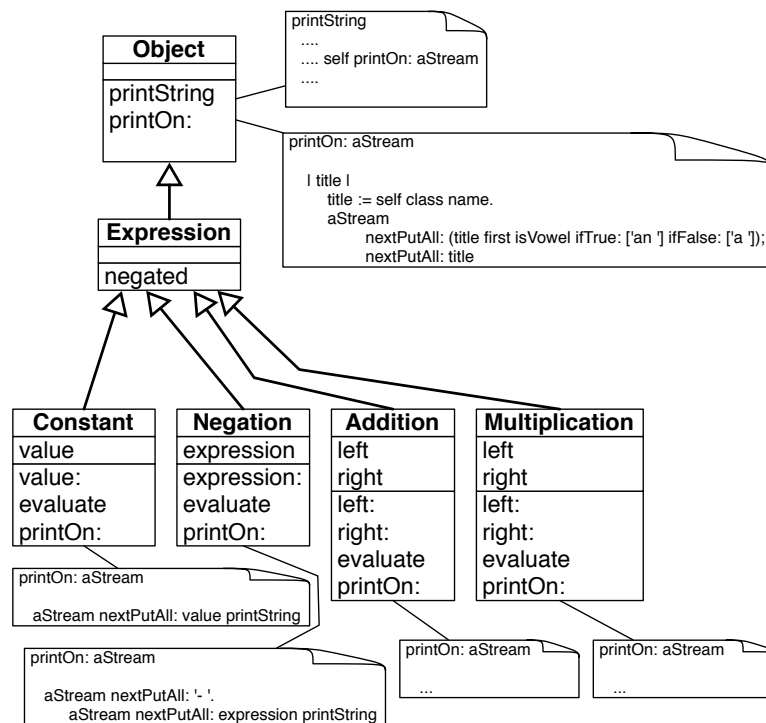 Object
printString
printOn:
printString
....
.... self printOn: aStream
....
printOn: aStream
| title |
title := self class name.
aStream
nextPutAll: (title first isVowel ifTrue: ['an '] ifFalse: ['a ']);
nextPutAll: title
Expression
negated
Constant
value
value:
evaluate
printOn:
Negation
expression
expression:
evaluate
printOn:
Addition
left
right
left:
right:
evaluate
printOn:
Multiplication
left
right
left:
right:
evaluate
printOn:
printOn: aStream
aStream nextPutAll: value printString
printOn: aStream
aStream nextPutAll: '- '.
aStream nextPutAll: expression printString
printOn: aStream
...
printOn: aStream
...